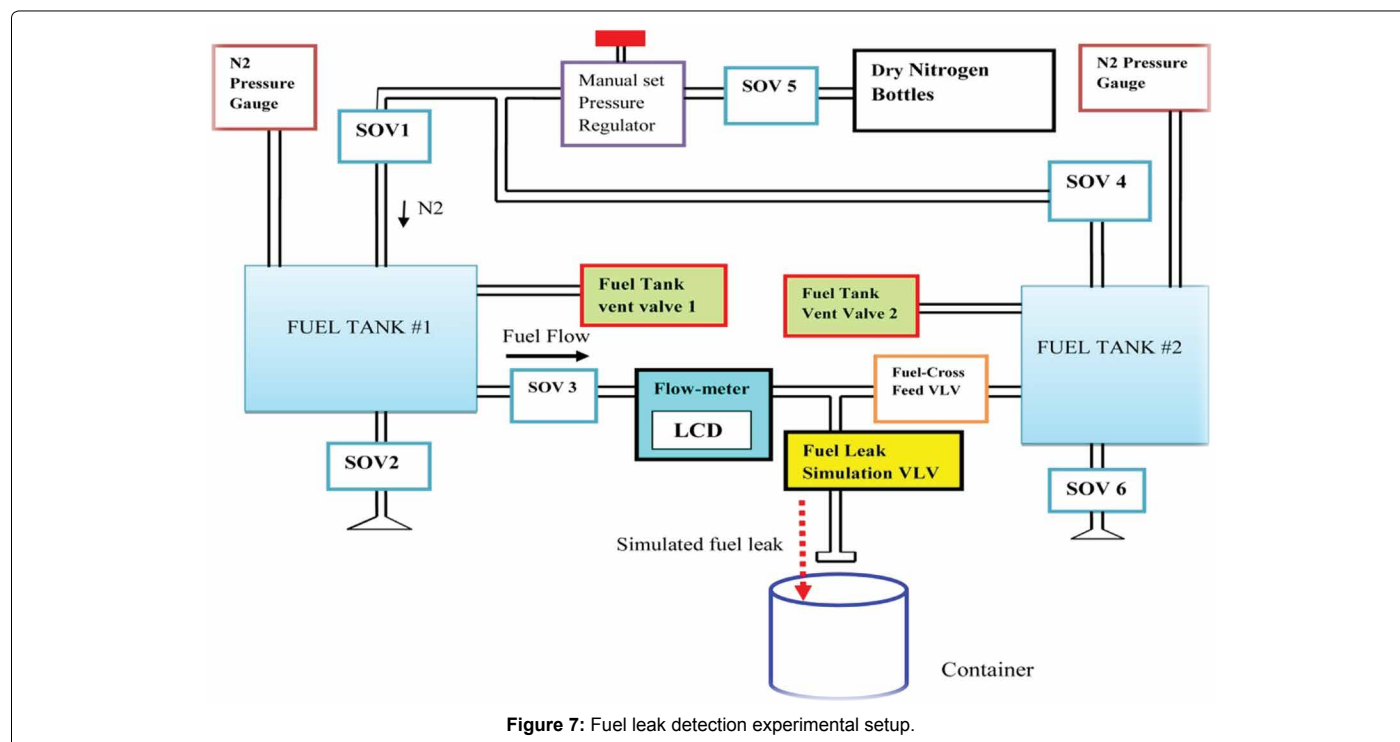 N2
Pressure
Gauge
SOV1
Manual set
Pressure
Regulator
SOV 5
Dry Nitrogen
Bottles
N2 Pressure
Gauge
SOV 4
N2
FUEL TANK #1
Fuel Tank
vent valve 1
Fuel Tank
Vent Valve 2
FUEL TANK #2
Fuel Flow
SOV 3
Flow-meter
LCD
Fuel-Cross
Feed VLV
SOV2
Fuel Leak
Simulation VLV
SOV 6
Simulated fuel leak
Container
Figure 7: Fuel leak detection experimental setup.